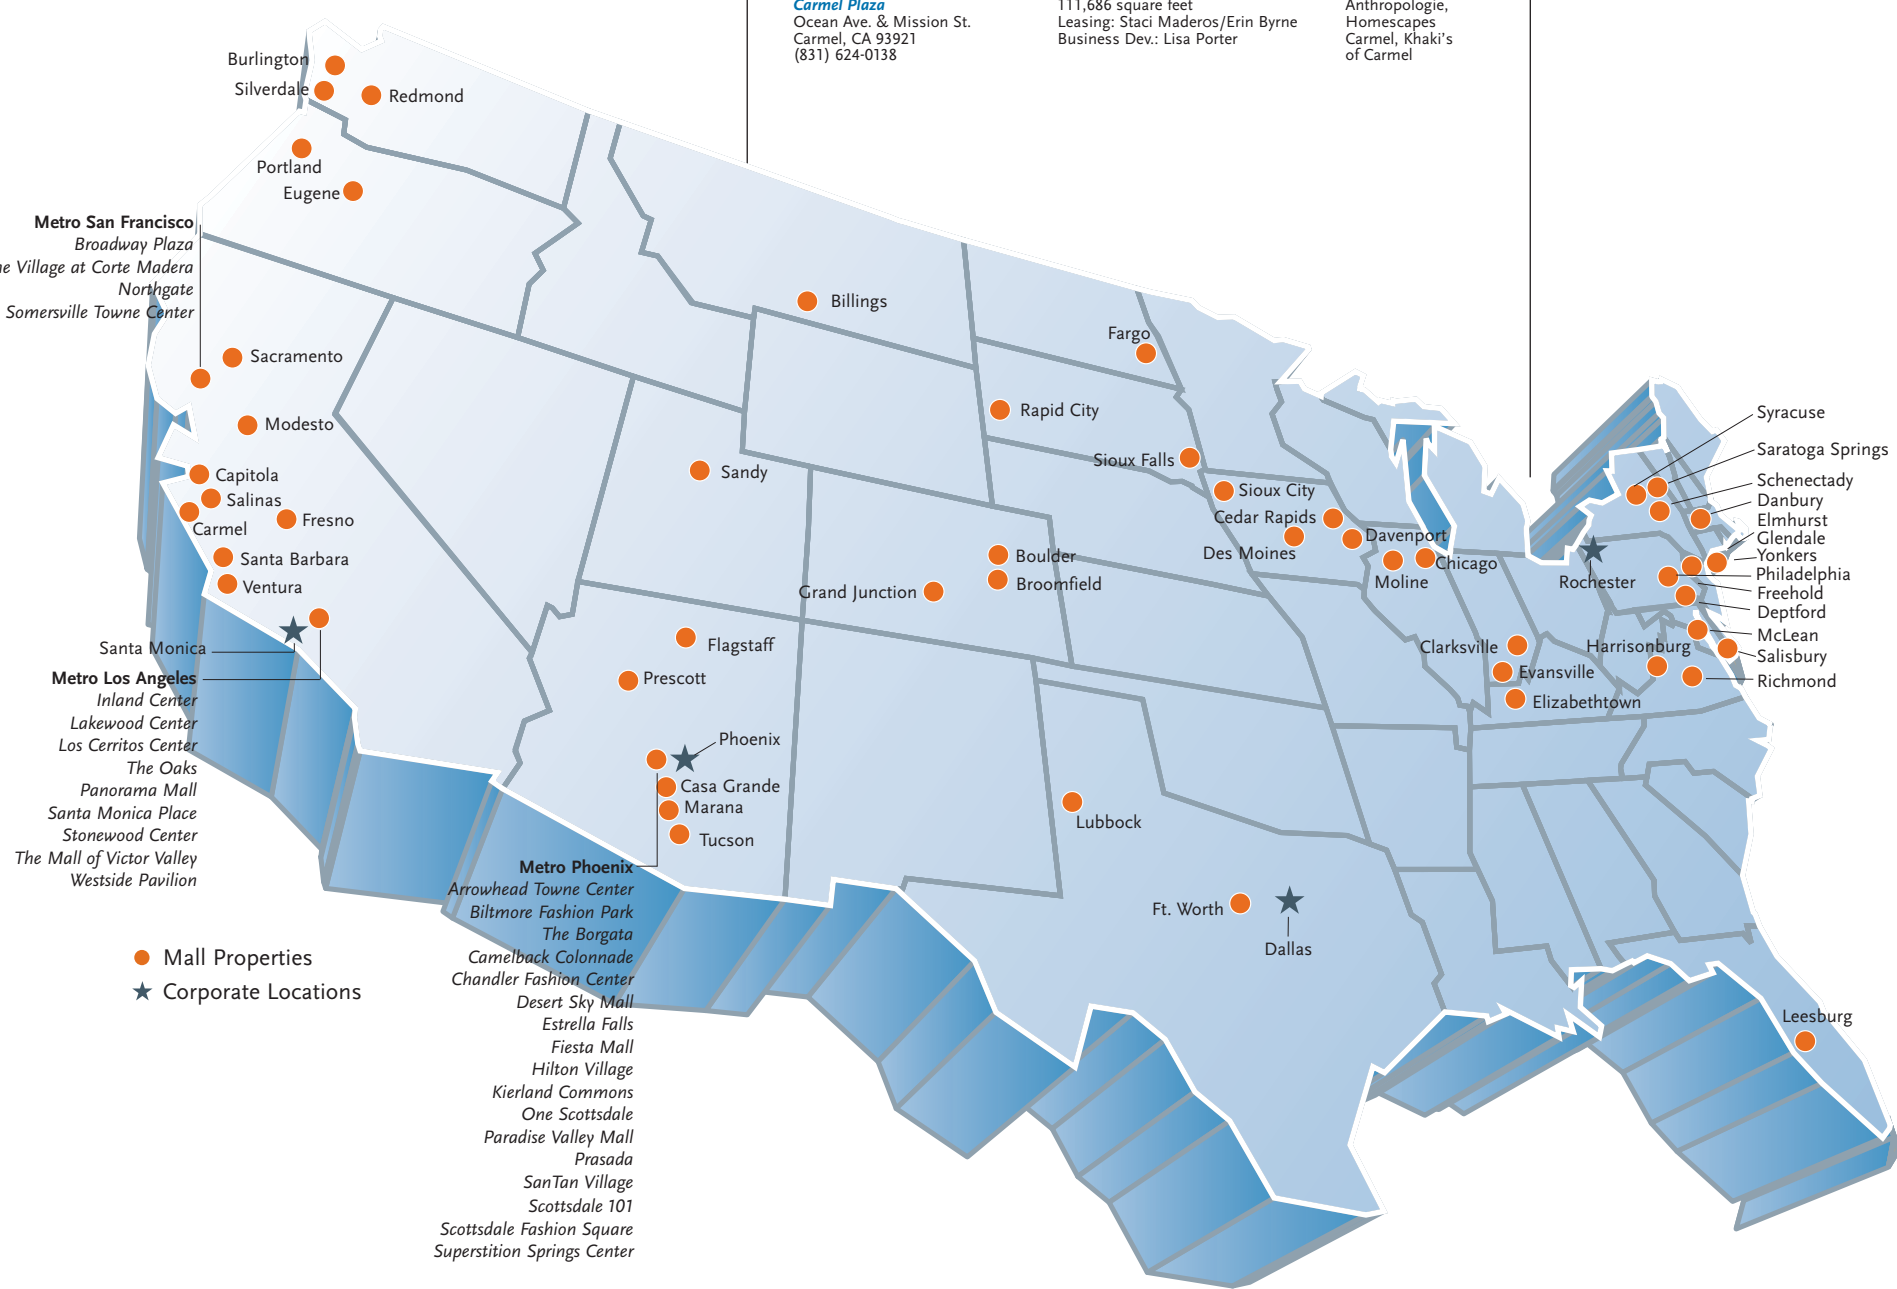 Carmel Plaza
Ocean Ave. & Mission St.
Carmel, CA 93921
(831) 624-0138
111,686 square feet
Leasing: Staci Maderos/Erin Byrne
Business Dev.: Lisa Porter
Anthropologie,
Homescapes
Carmel, Khaki's
of Carmel
Burlington
Silverdale
Redmond
Portland
Eugene
Metro San Francisco
Broadway Plaza
Village at Corte Madera
Northgate
Somersville Towne Center
Sacramento
Modesto
Capitola
Salinas
Carmel
Fresno
Santa Barbara
Ventura
Santa Monica
Metro Los Angeles
Inland Center
Lakewood Center
Los Cerritos Center
The Oaks
Panorama Mall
Santa Monica Place
Stonewood Center
The Mall of Victor Valley
Westside Pavilion
Billings
Fargo
Rapid City
Sioux Falls
Sandy
Sioux City
Cedar Rapids
Des Moines
Davenport
Moline
Chicago
Boulder
Broomfield
Grand Junction
Flagstaff
Prescott
Phoenix
Casa Grande
Marana
Tucson
Metro Phoenix
Arrowhead Towne Center
Biltmore Fashion Park
The Borgata
Camelback Colonnade
Chandler Fashion Center
Desert Sky Mall
Estrella Falls
Fiesta Mall
Hilton Village
Kierland Commons
One Scottsdale
Paradise Valley Mall
Prasada
SanTan Village
Scottsdale 101
Scottsdale Fashion Square
Superstition Springs Center
Lubbock
Ft. Worth
Dallas
Clarksville
Evansville
Elizabethtown
Harrisonburg
Rochester
Syracuse
Saratoga Springs
Schenectady
Danbury
Elmhurst
Glendale
Yonkers
Philadelphia
Freehold
Deptford
McLean
Salisbury
Richmond
Leesburg
Mall Properties
Corporate Locations